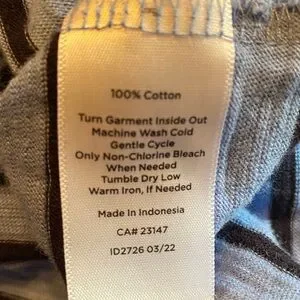 100% Cotton
Turn Garment Inside Out
Machine Wash Cold
Gentle Cycle
Only Non-Chlorine Bleach
When Needed
Tumble Dry Low
Warm Iron, If Needed
Made In Indonesia
CA# 23147
ID2726 03/22